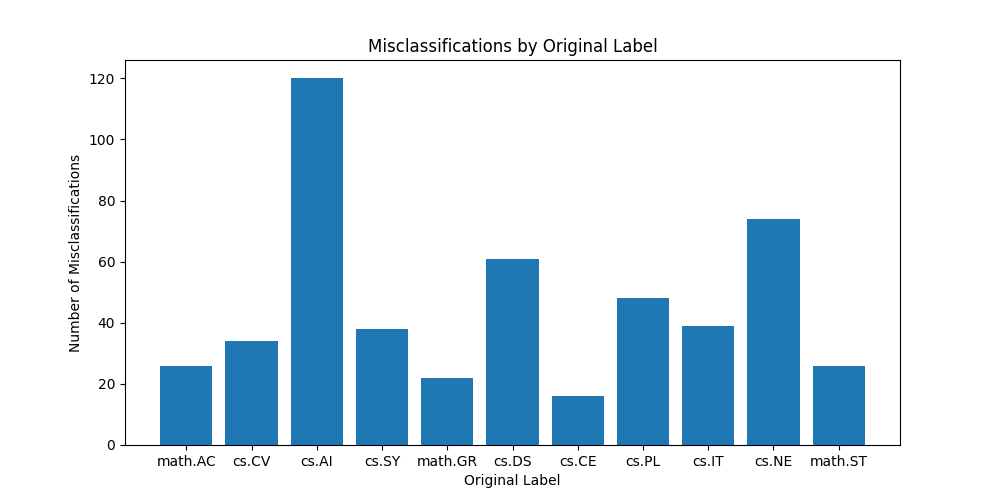 Misclassifications by Original Label
Number of Misclassifications
120
100
80
60
40
20
0
math.AC cs.CV cs.AI cs.SY math.GR cs.DS cs.CE cs.PL cs.IT cs.NE math.ST
Original Label